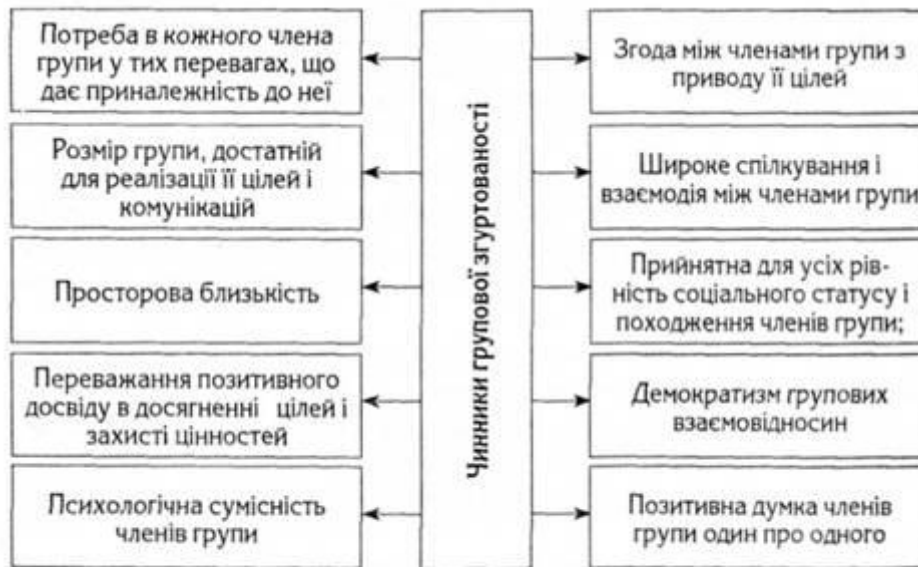 Потреба в кожного члена
групи у тих перевагах, що
дає приналежність до неї
Розмір групи, достатній
для реалізації її цілей і
комунікацій
Просторова близькість
Переважання позитивного
досвіду в досягненні цілей і
захисті цінностей
Психологічна сумісність
членів групи
Чинники групової згуртованості
Згода між членами групи з
приводу її цілей
Широке спілкування і
взаємодія між членами групи
Прийнятна для усіх рів-
ність соціального статусу і
походження членів групи;
Демократизм групових
взаємовідносин
Позитивна думка членів
групи один про одного